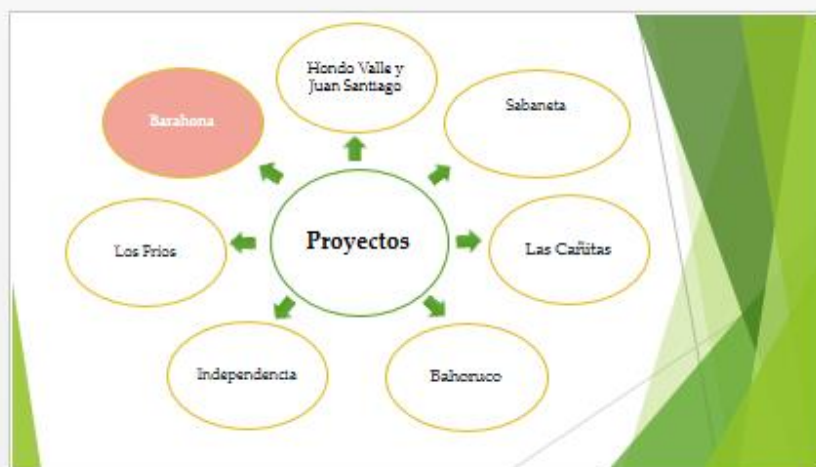 Hondo Valle y
Juan Santiago
Barahona
Sabaneta
Proyectos
Los Frios
Las Cañitas
Independencia
Bahoruco